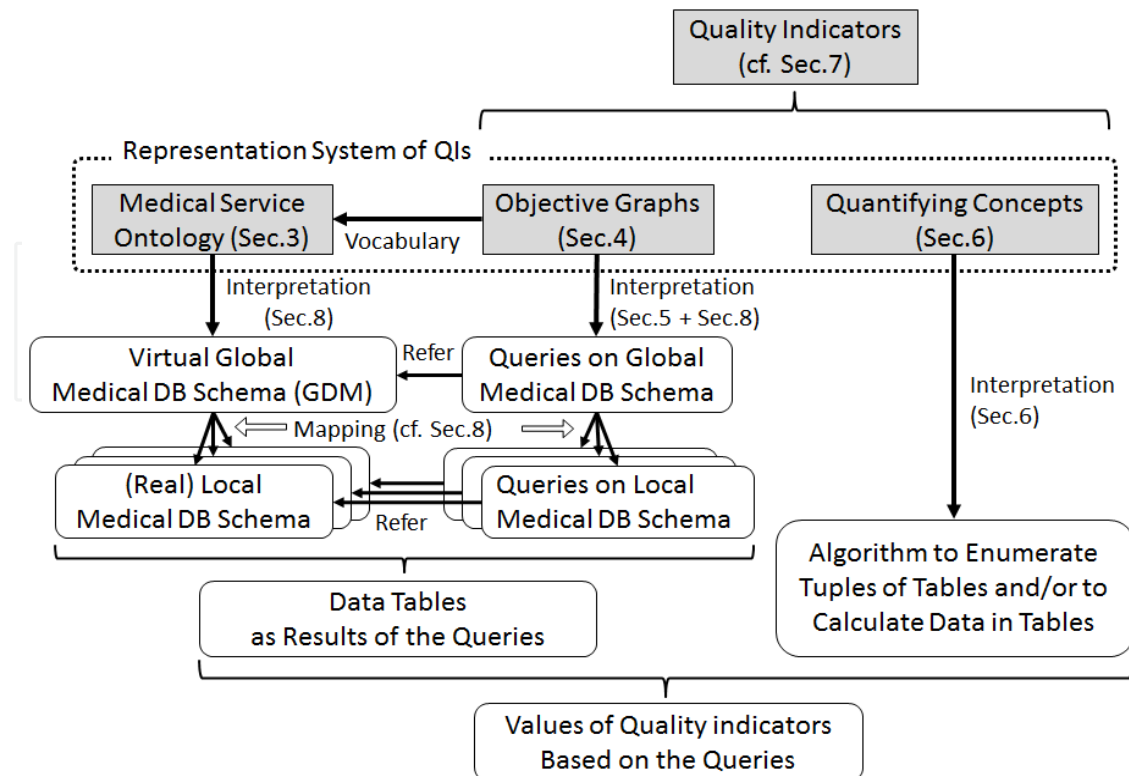 Quality Indicators
(cf. Sec.7)
Representation System of QIs
Medical Service
Ontology (Sec.3)
Vocabulary
Objective Graphs
(Sec.4)
Quantifying Concepts
(Sec.6)
Interpretation
(Sec.8)
Interpretation
(Sec.5 + Sec.8)
Virtual Global
Medical DB Schema (GDM)
Refer
Queries on Global
Medical DB Schema
Interpretation
(Sec.6)
Mapping (cf. Sec.8)
(Real) Local
Medical DB Schema
Refer
Queries on Local
Medical DB Schema
Algorithm to Enumerate
Tuples of Tables and/or to
Calculate Data in Tables
Data Tables
as Results of the Queries
Values of Quality indicators
Based on the Queries